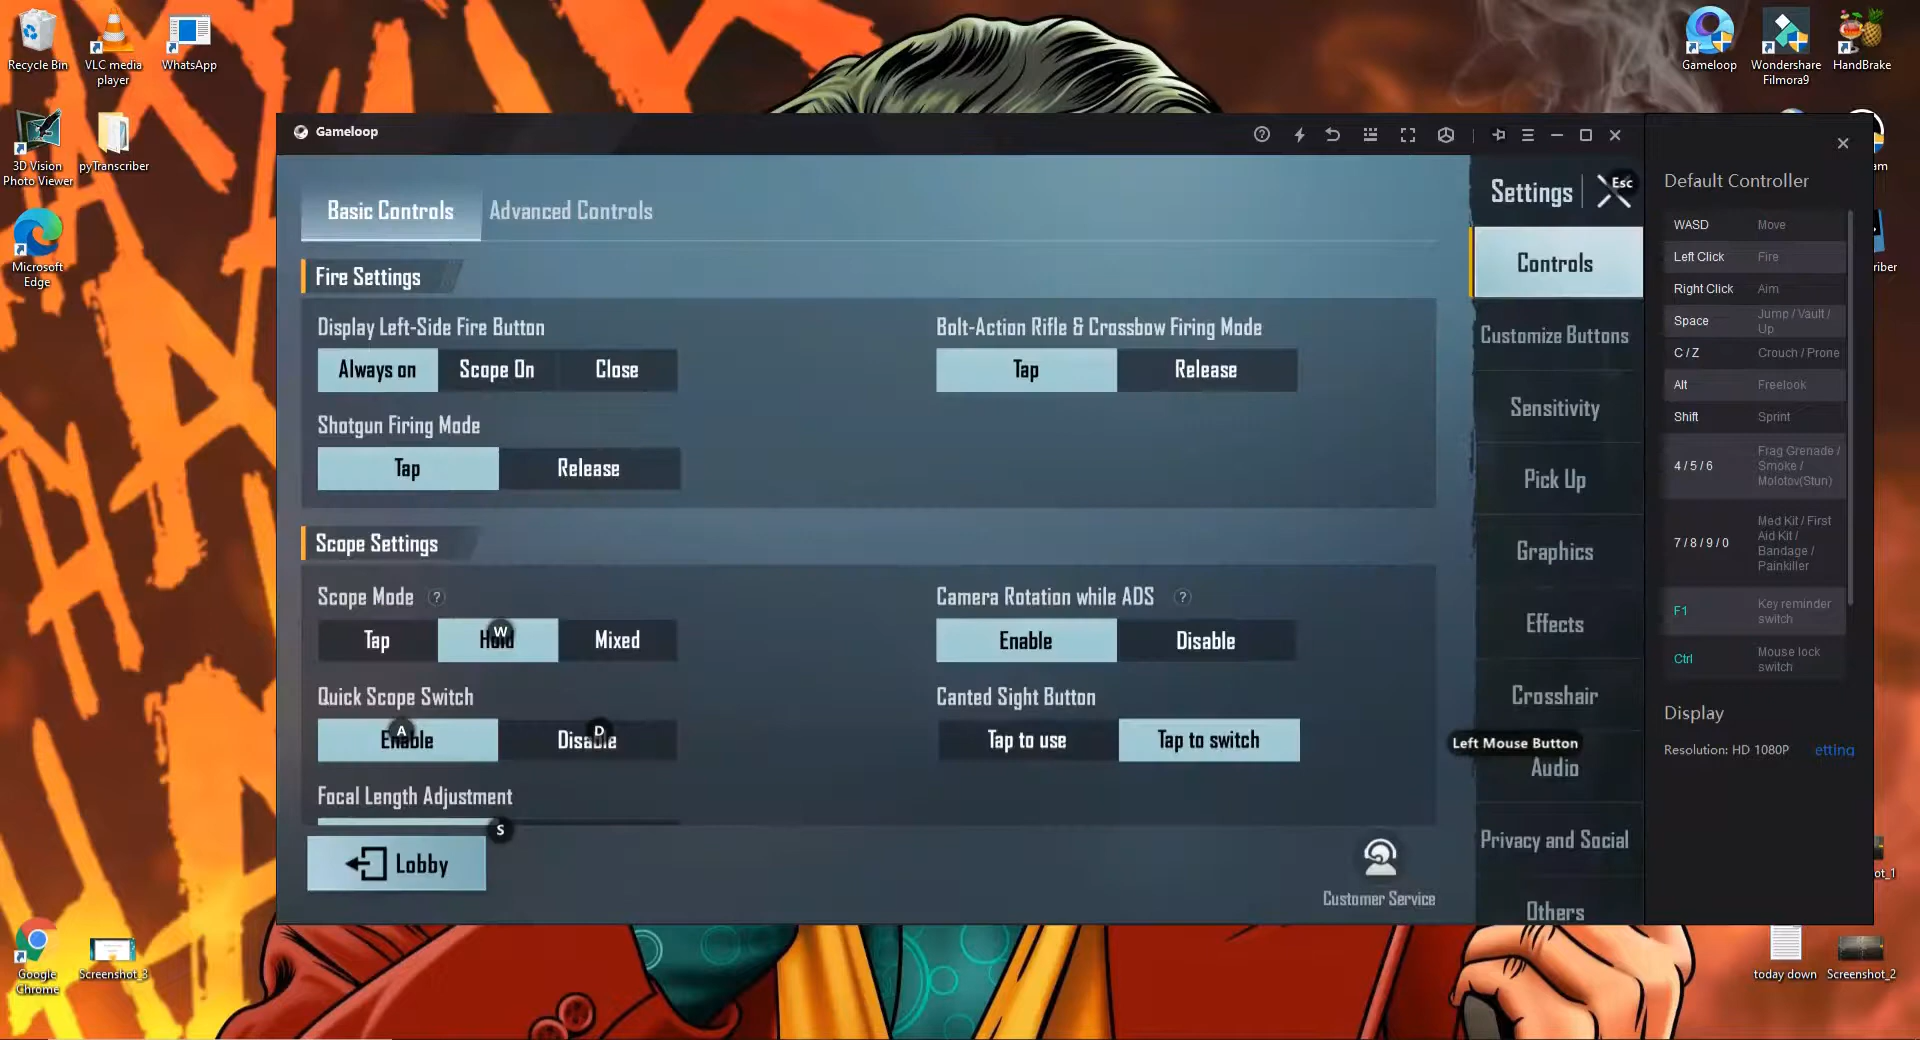 Recycle Bin
VLC media
player
WhatsApp
3D Vision
Photo Viewer
pyTranscriber
Microsoft
Edge
Google
Chrome
Screenshot_3
Gameloop
Wondershare
Filmora9
HandBrake
today down
Screenshot_2
Gameloop
Basic Controls
Advanced Controls
Fire Settings
Display Left-Side Fire Button
Always on
Scope On
Close
Bolt-Action Rifle & Crossbow Firing Mode
Tap
Release
Shotgun Firing Mode
Tap
Release
Scope Settings
Scope Mode ?
Tap
Hold
W
Mixed
Camera Rotation while ADS ?
Enable
Disable
Quick Scope Switch
Enable
A
Disable
D
Canted Sight Button
Tap to use
Tap to switch
Focal Length Adjustment
S
Lobby
Customer Service
Settings
Esc
Controls
Customize Buttons
Sensitivity
Pick Up
Graphics
Effects
Crosshair
Left Mouse Button
Audio
Privacy and Social
Others
Default Controller
WASD Move
Left Click Fire
Right Click Aim
Space Jump / Vault /
Up
C / Z Crouch / Prone
Alt Freelook
Shift Sprint
4 / 5 / 6 Frag Grenade /
Smoke /
Molotov(Stun)
7 / 8 / 9 / 0 Med Kit / First
Aid Kit /
Bandage /
Painkiller
F1 Key reminder
switch
Ctrl Mouse lock
switch
Display
Resolution: HD 1080P etting
am
riber
ot_1